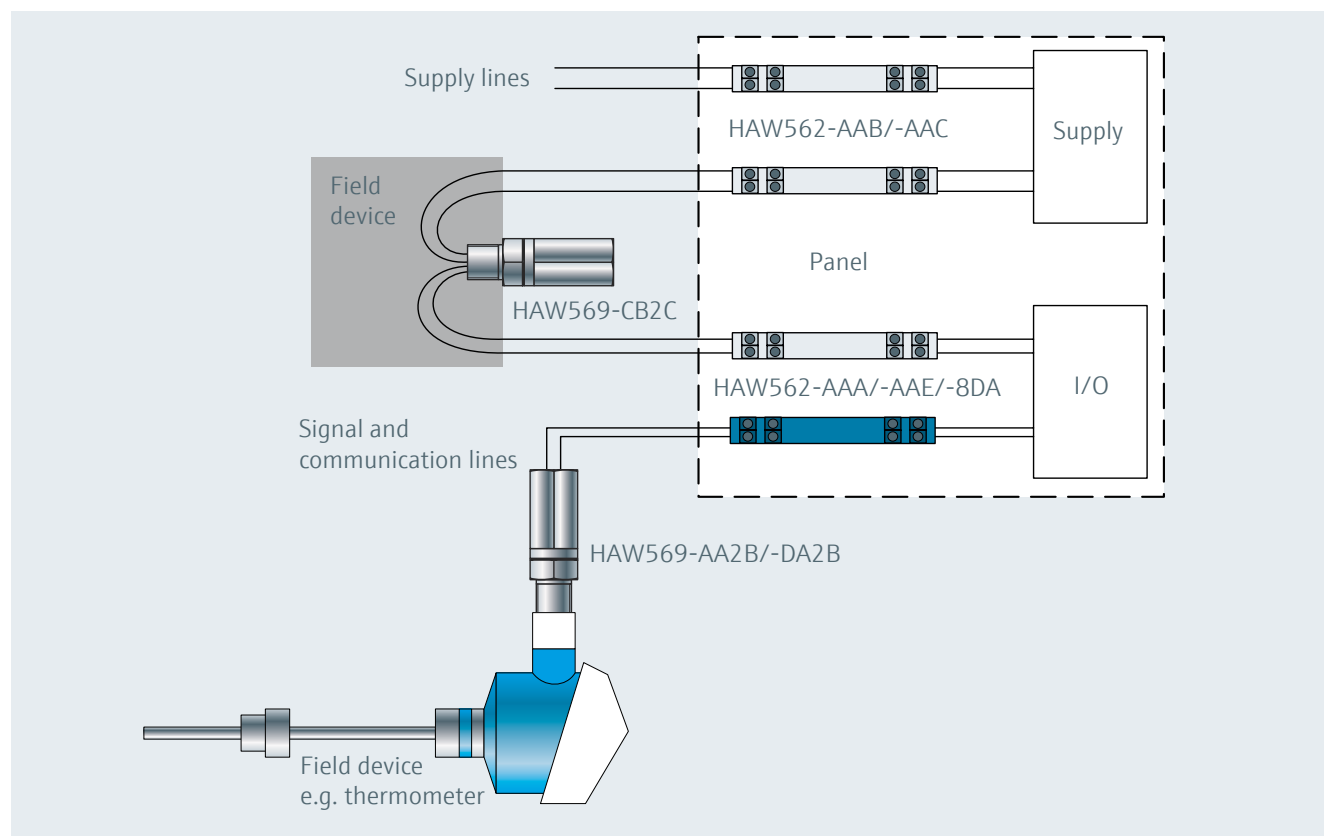 Supply lines
HAW562-AAB/-AAC
Supply
Field
device
Panel
HAW569-CB2C
HAW562-AAA/-AAE/-8DA
I/O
Signal and
communication lines
HAW569-AA2B/-DA2B
Field device
e.g. thermometer